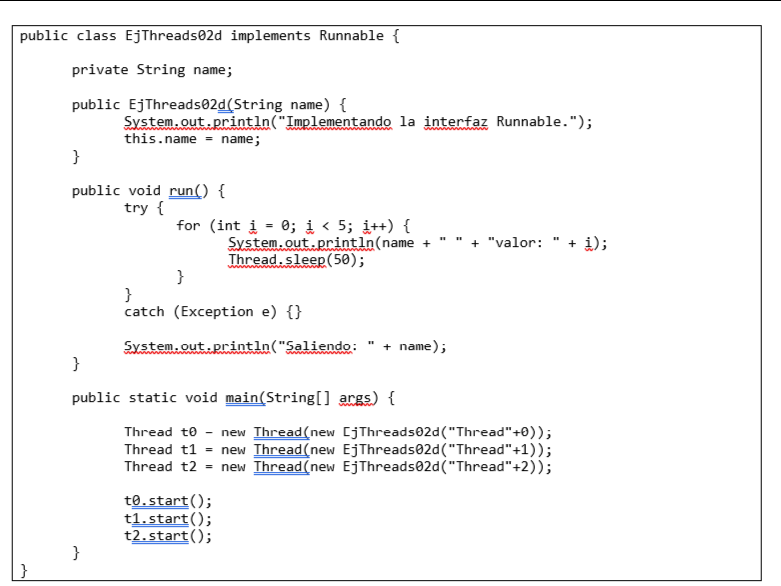 public class EjThreads02d implements Runnable {
private String name;
public EjThreads02d(String name) {
System.out.println("Implementando la interfaz Runnable.");
this.name = name;
}
public void run() {
try {
for (int i = 0; i < 5; i++) {
System.out.println(name + " " + "valor: " + i);
Thread.sleep(50);
}
}
catch (Exception e) {}
System.out.println("Saliendo: " + name);
}
public static void main(String[] args) {
Thread t0 = new Thread(new EjThreads02d("Thread"+0));
Thread t1 = new Thread(new EjThreads02d("Thread"+1));
Thread t2 = new Thread(new EjThreads02d("Thread"+2));
t0.start();
t1.start();
t2.start();
}
}